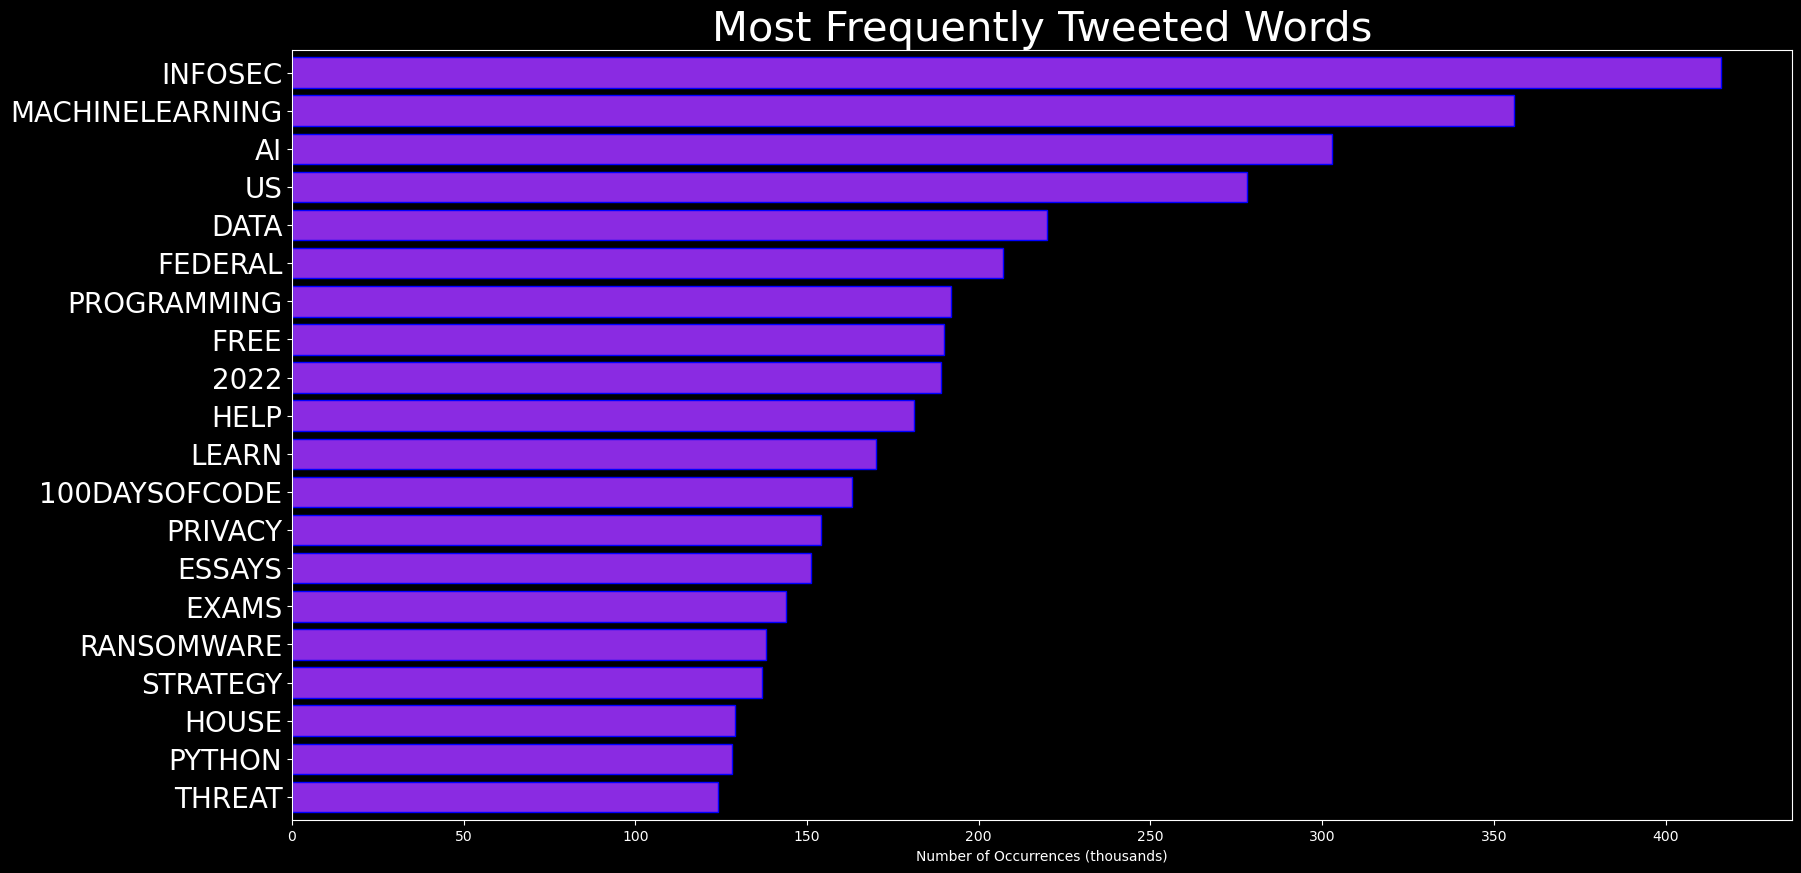 Most Frequently Tweeted Words
INFOSEC
MACHINELEARNING
AI
US
DATA
FEDERAL
PROGRAMMING
FREE
2022
HELP
LEARN
100DAYSOFCODE
PRIVACY
ESSAYS
EXAMS
RANSOMWARE
STRATEGY
HOUSE
PYTHON
THREAT
0 50 100 150 200 250 300 350 400
Number of Occurrences (thousands)